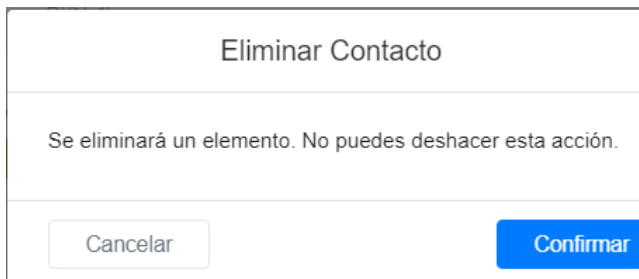 Eliminar Contacto
Se eliminará un elemento. No puedes deshacer esta acción.
Cancelar
Confirmar